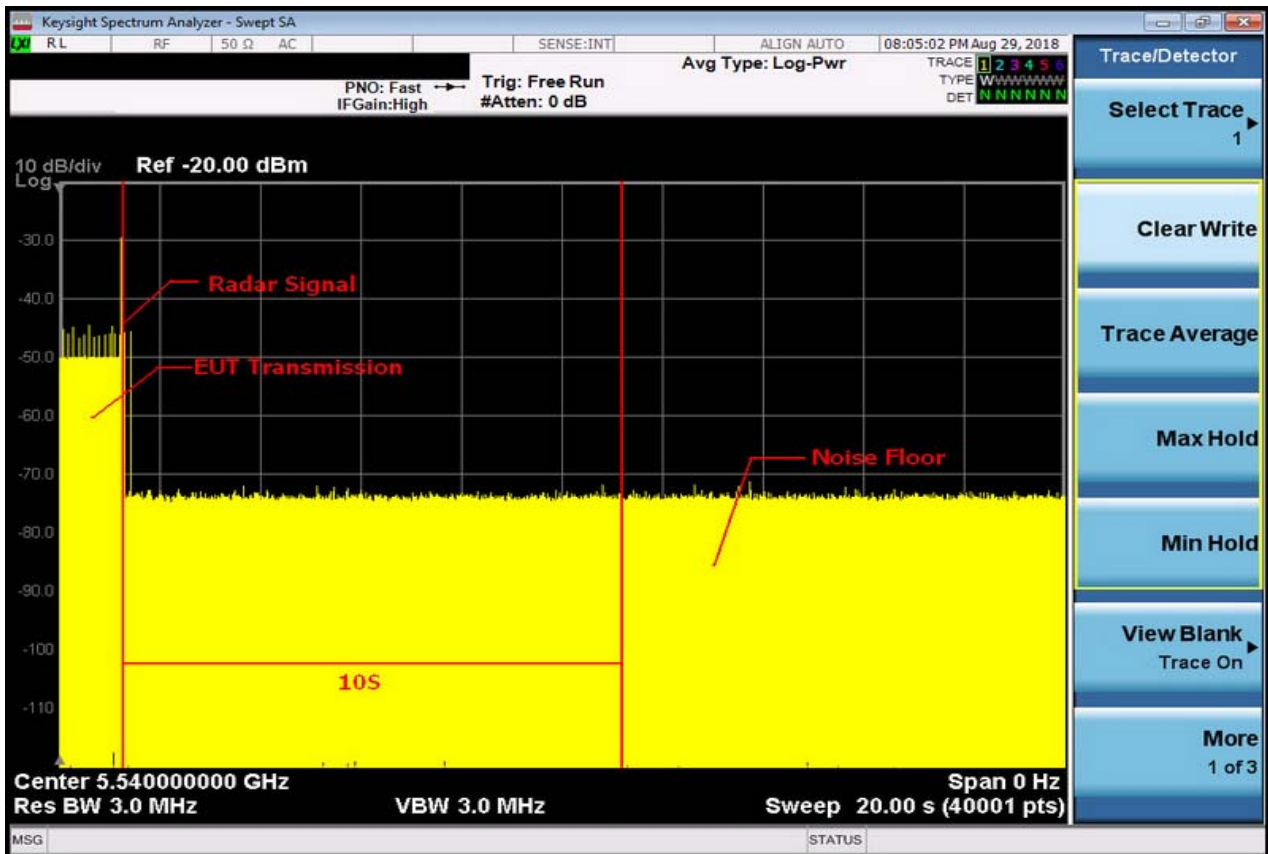 Keysight Spectrum Analyzer - Swept SA
LXI RL RF 50 Ω AC SENSE:INT ALIGN AUTO 08:05:02 PM Aug 29, 2018
Avg Type: Log-Pwr
PNO: Fast
IFGain:High
Trig: Free Run
#Atten: 0 dB
TRACE 1 2 3 4 5 6
TYPE WWWWWW
DET N N N N N N
10 dB/div
Log
Ref -20.00 dBm
-30.0
-40.0
-50.0
-60.0
-70.0
-80.0
-90.0
-100
-110
Radar Signal
EUT Transmission
Noise Floor
10S
Center 5.540000000 GHz
Span 0 Hz
Res BW 3.0 MHz
VBW 3.0 MHz
Sweep 20.00 s (40001 pts)
MSG
STATUS
Trace/Detector
Select Trace
1
Clear Write
Trace Average
Max Hold
Min Hold
View Blank
Trace On
More
1 of 3